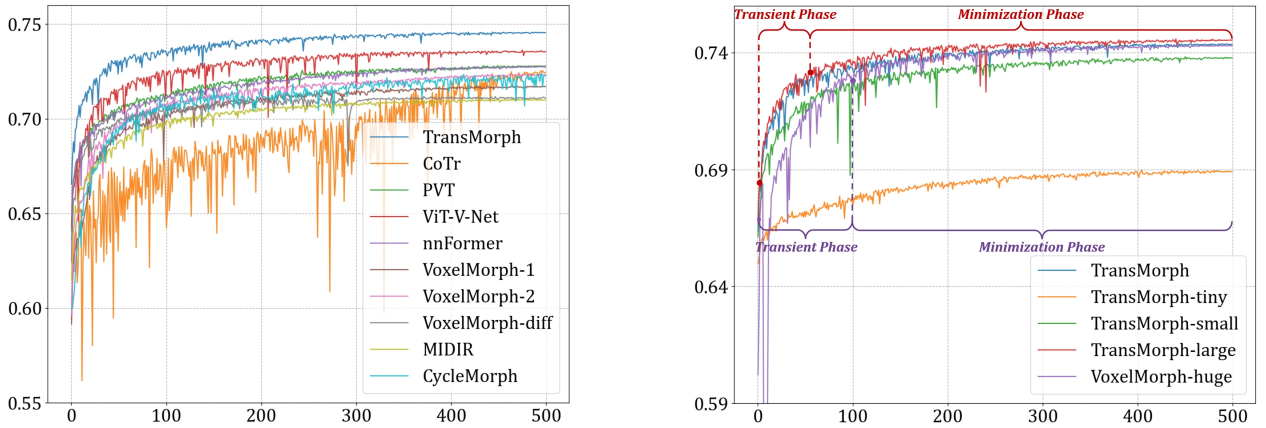 0.75
0.70
0.65
0.60
0.55
0
100
200
300
400
500
TransMorph
CoTr
PVT
ViT-V-Net
nnFormer
VoxelMorph-1
VoxelMorph-2
VoxelMorph-diff
MIDIR
CycleMorph
Transient Phase
Minimization Phase
0.74
0.69
0.64
0.59
Transient Phase
Minimization Phase
0
100
200
300
400
500
TransMorph
TransMorph-tiny
TransMorph-small
TransMorph-large
VoxelMorph-huge